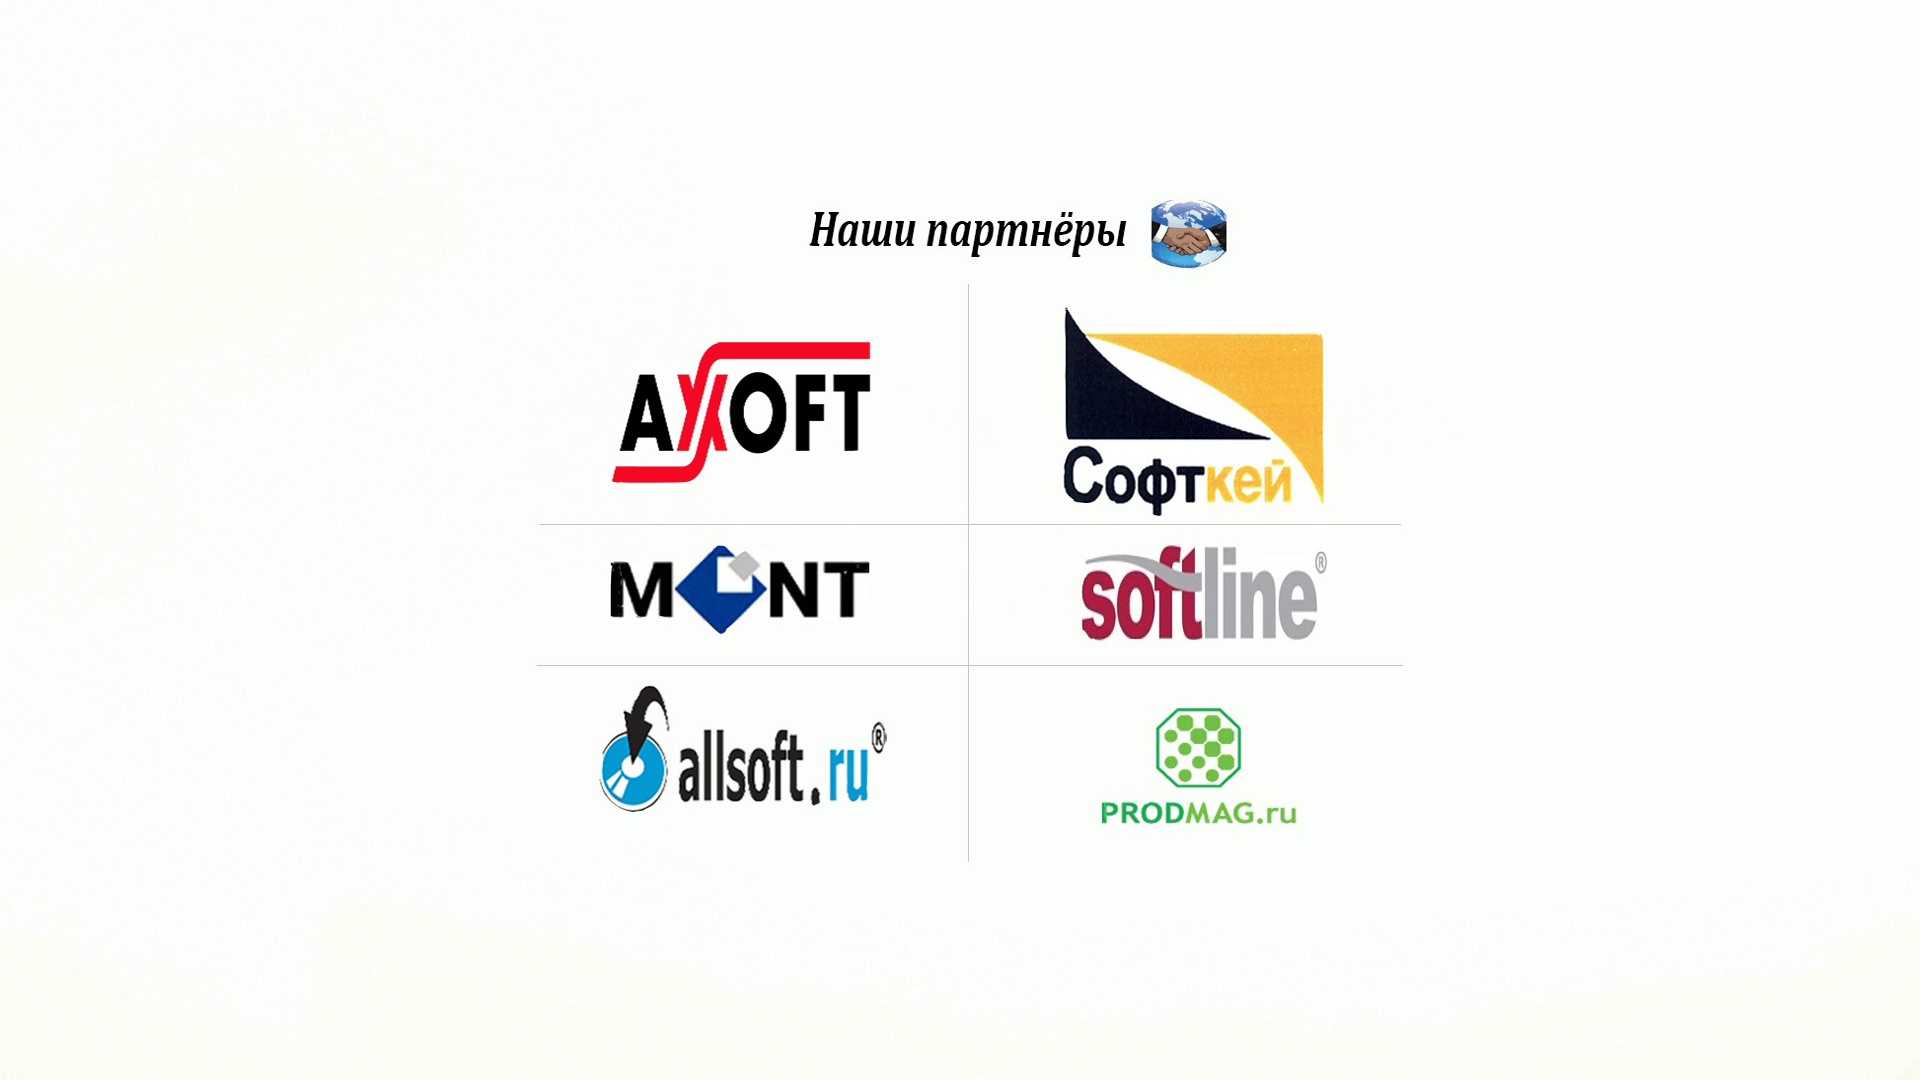 Наши партнёры
AXOFT
Софткей
MONT
softline®
allsoft.ru®
PRODMAG.ru